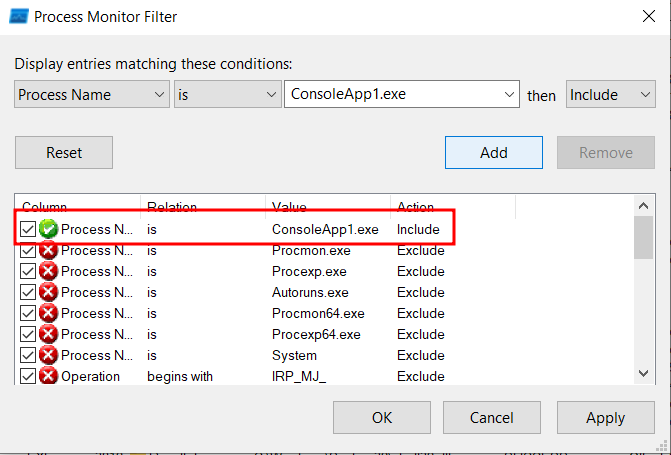 Process Monitor Filter
Display entries matching these conditions:
Process Name is ConsoleApp1.exe then Include
Reset Add Remove
Column Relation Value Action
Process N... is ConsoleApp1.exe Include
Process N... is Procmon.exe Exclude
Process N... is Procexp.exe Exclude
Process N... is Autoruns.exe Exclude
Process N... is Procmon64.exe Exclude
Process N... is Procexp64.exe Exclude
Process N... is System Exclude
Operation begins with IRP_MJ_ Exclude
OK Cancel Apply